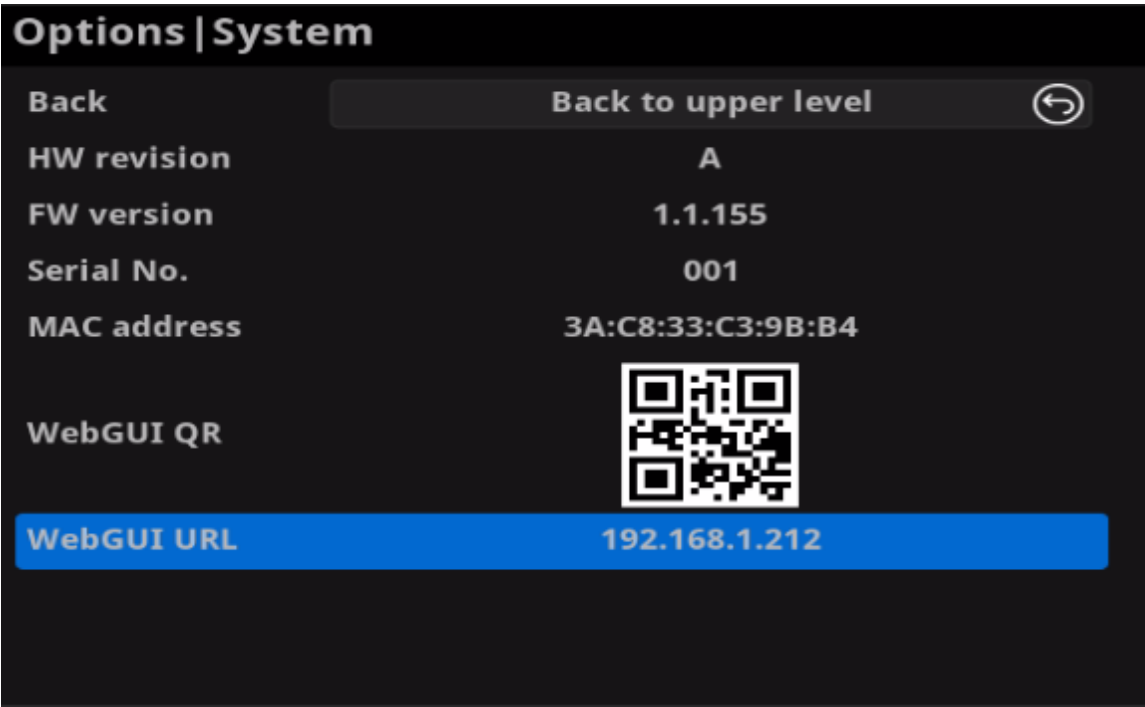 Options|System
Back Back to upper level
HW revision A
FW version 1.1.155
Serial No. 001
MAC address 3A:C8:33:C3:9B:B4
WebGUI QR
WebGUI URL 192.168.1.212